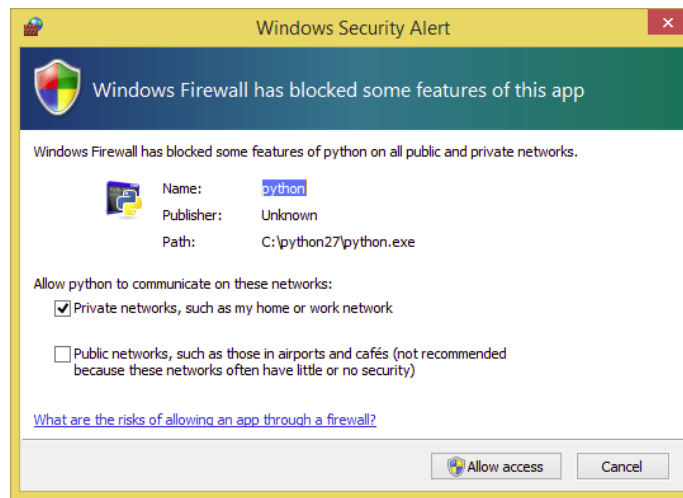 Windows Security Alert
Windows Firewall has blocked some features of this app
Windows Firewall has blocked some features of python on all public and private networks.
Name: python
Publisher: Unknown
Path: C:\python27\python.exe
Allow python to communicate on these networks:
Private networks, such as my home or work network
Public networks, such as those in airports and cafés (not recommended
because these networks often have little or no security)
What are the risks of allowing an app through a firewall?
Allow access Cancel